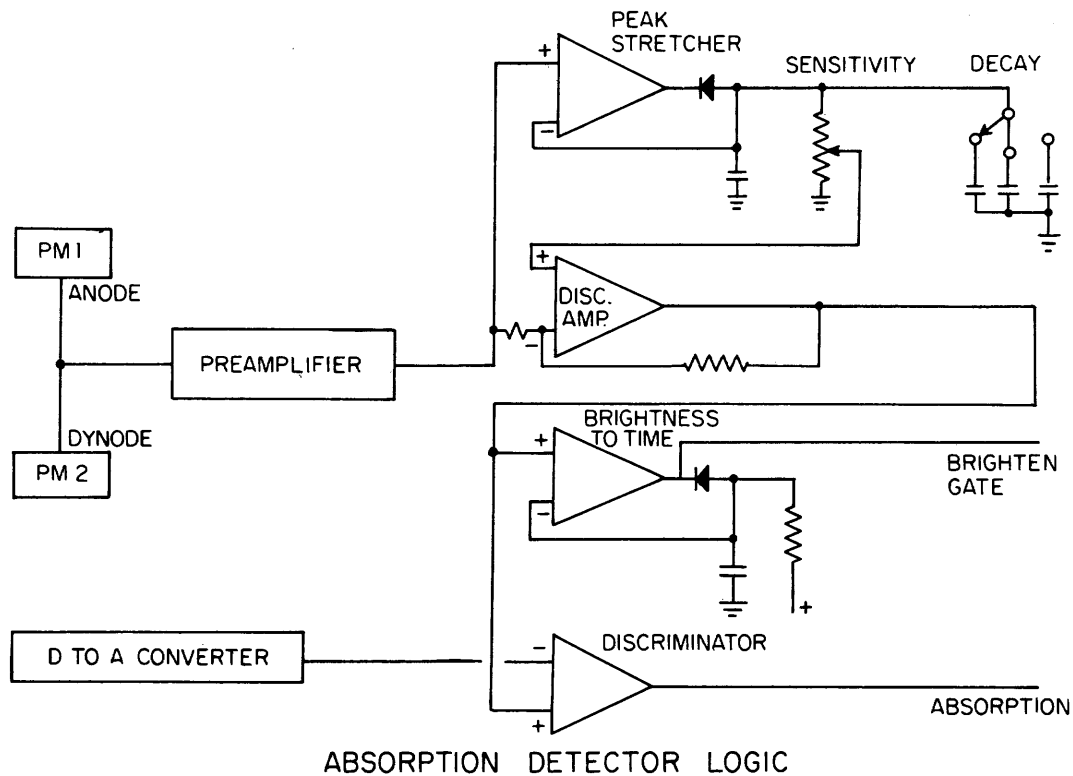 PEAK
STRETCHER
SENSITIVITY
DECAY
+
-
PM 1
ANODE
+
DISC.
AMP.
-
PREAMPLIFIER
DYNODE
PM 2
BRIGHTNESS
TO TIME
+
-
BRIGHTEN
GATE
+
D TO A CONVERTER
DISCRIMINATOR
-
+
ABSORPTION
ABSORPTION DETECTOR LOGIC